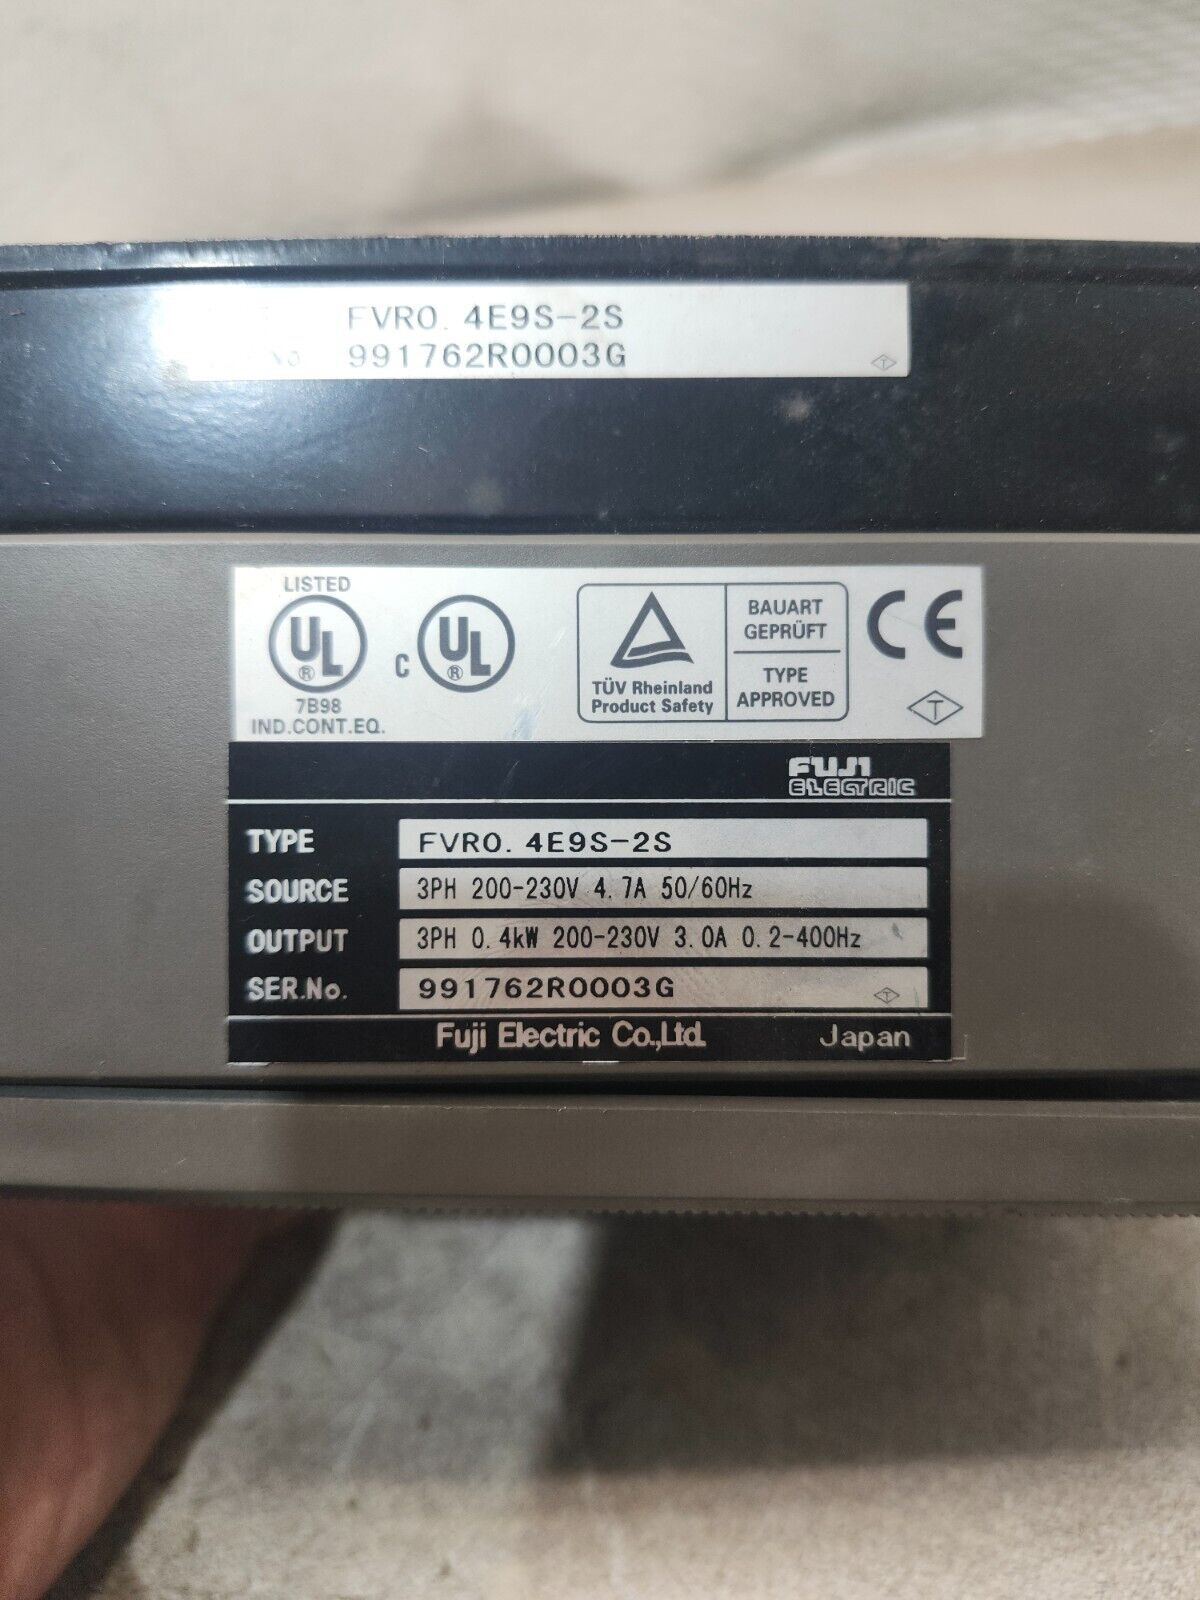 FVR0.4E9S-2S
No 991762R0003G
T
LISTED
UL ®
7B98
IND.CONT.EQ.
C UL ®
TÜV Rheinland
Product Safety
BAUART
GEPRÜFT
TYPE
APPROVED
CE
T
FUJI
ELECTRIC
TYPE FVR0.4E9S-2S
SOURCE 3PH 200-230V 4.7A 50/60Hz
OUTPUT 3PH 0.4kW 200-230V 3.0A 0.2-400Hz
SER.No. 991762R0003G T
Fuji Electric Co.,Ltd. Japan